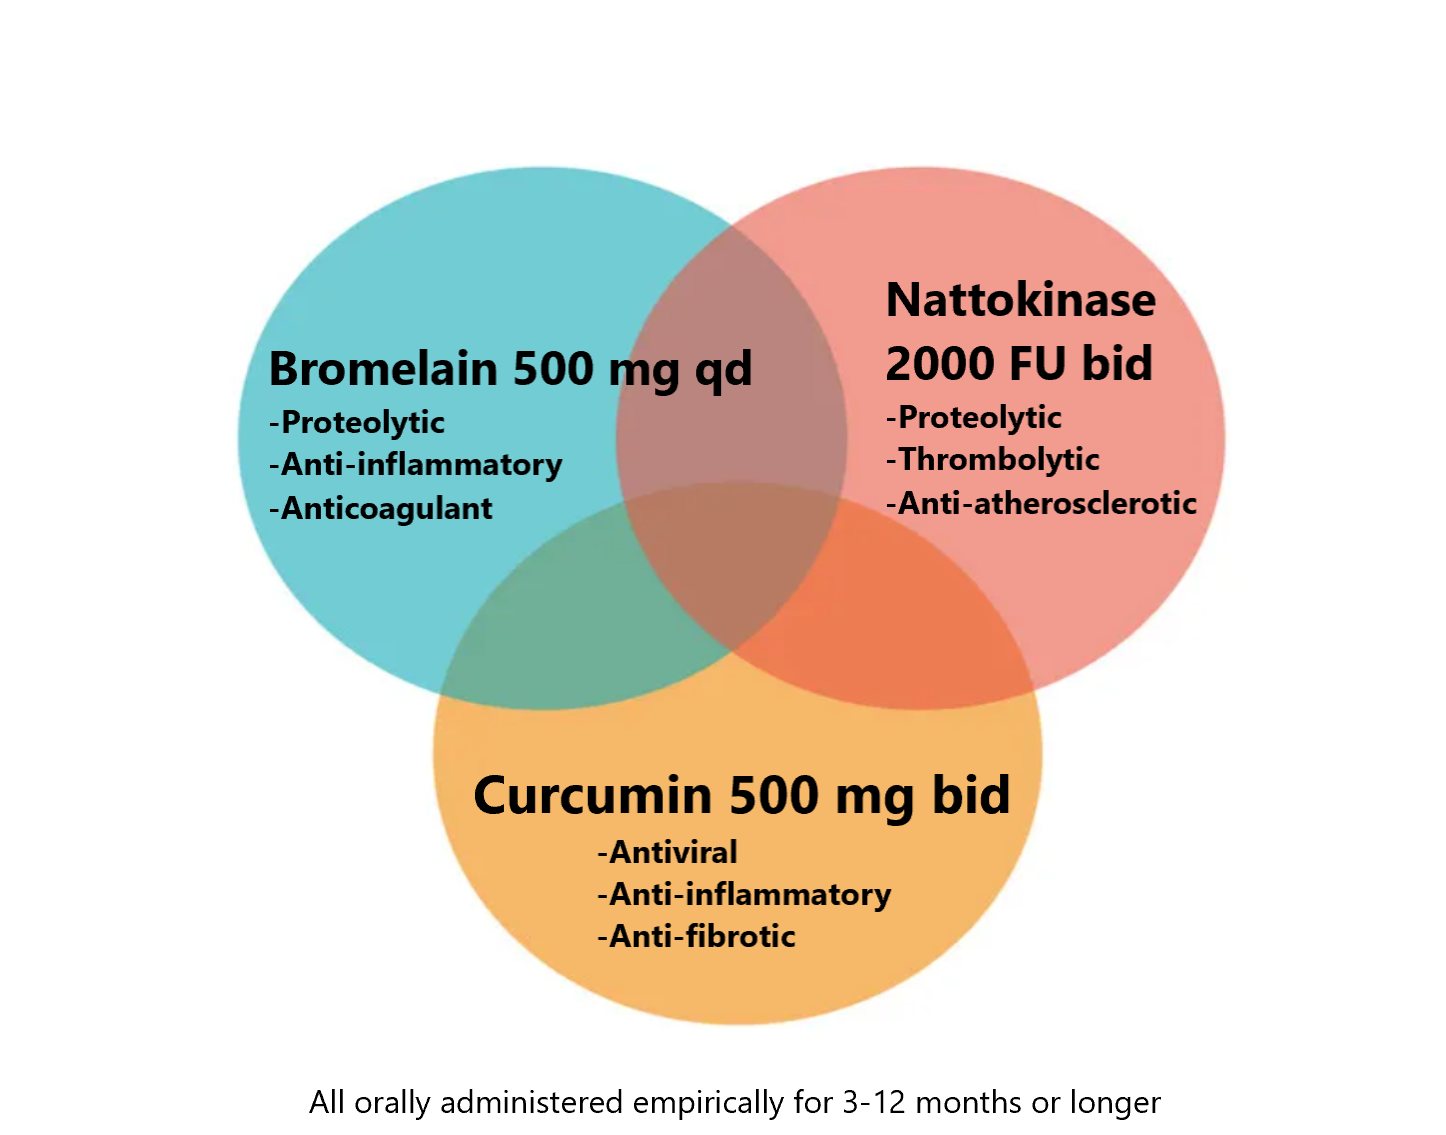 Bromelain 500 mg qd
-Proteolytic
-Anti-inflammatory
-Anticoagulant
Nattokinase
2000 FU bid
-Proteolytic
-Thrombolytic
-Anti-atherosclerotic
Curcumin 500 mg bid
-Antiviral
-Anti-inflammatory
-Anti-fibrotic
All orally administered empirically for 3-12 months or longer